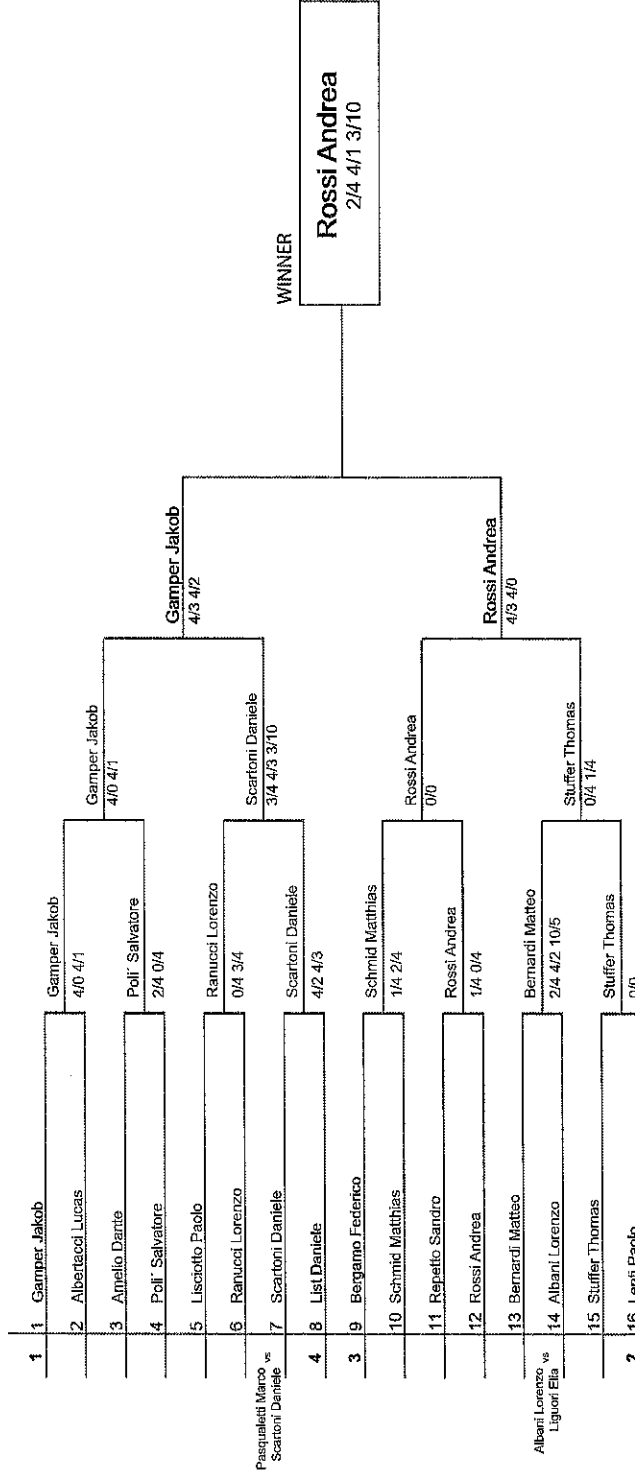 1 1 Gamper Jakob
2 Albertacci Lucas
3 Amelio Dante
4 Poli´ Salvatore
5 Lisciotto Paolo
6 Ranucci Lorenzo
Pasqualetti Marco vs
Scartoni Daniele
7 Scartoni Daniele
4 8 List Daniele
3 9 Bergamo Federico
10 Schmid Matthias
11 Repetto Sandro
12 Rossi Andrea
13 Bernardi Matteo
Albani Lorenzo vs
Liguori Elia
14 Albani Lorenzo
15 Stuffer Thomas
2 16 Lenti Paolo
Gamper Jakob
4/0 4/1
Poli´ Salvatore
2/4 0/4
Ranucci Lorenzo
0/4 3/4
Scartoni Daniele
4/2 4/3
Schmid Matthias
1/4 2/4
Rossi Andrea
1/4 0/4
Bernardi Matteo
2/4 4/2 10/5
Stuffer Thomas
0/0
Gamper Jakob
4/0 4/1
Scartoni Daniele
3/4 4/3 3/10
Rossi Andrea
0/0
Stuffer Thomas
0/4 1/4
Gamper Jakob
4/3 4/2
Rossi Andrea
4/3 4/0
WINNER
Rossi Andrea
2/4 4/1 3/10